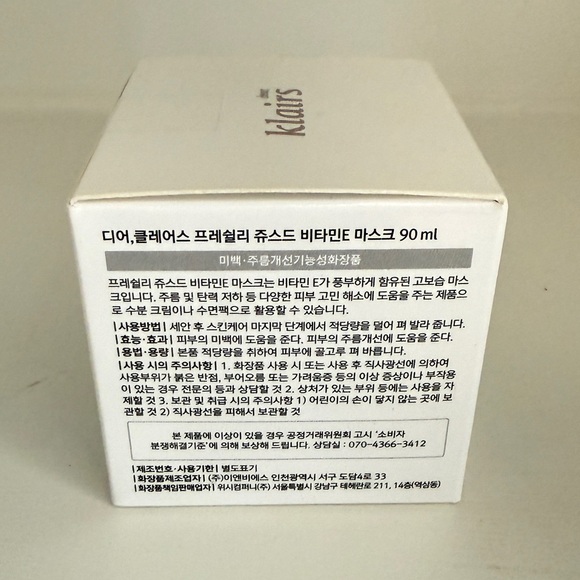 dear,
klairs
디어,클레어스 프레쉴리 쥬스드 비타민E 마스크 90 ml
미백·주름개선기능성화장품
프레쉴리 쥬스드 비타민E 마스크는 비타민 E가 풍부하게 함유된 고보습 마스
크입니다. 주름 및 탄력 저하 등 다양한 피부 고민 해소에 도움을 주는 제품으
로 수분 크림이나 수면팩으로 활용할 수 있습니다.
|사용방법| 세안 후 스킨케어 마지막 단계에서 적당량을 덜어 펴 발라 줍니다.
|효능·효과| 피부의 미백에 도움을 준다. 피부의 주름개선에 도움을 준다.
|용법·용량| 본품 적당량을 취하여 피부에 골고루 펴 바른다.
|사용 시의 주의사항| 1. 화장품 사용 시 또는 사용 후 직사광선에 의하여
사용부위가 붉은 반점, 부어오름 또는 가려움증 등의 이상 증상이나 부작용
이 있는 경우 전문의 등과 상담할 것 2. 상처가 있는 부위 등에는 사용을 자
제할 것 3. 보관 및 취급 시의 주의사항 1) 어린이의 손이 닿지 않는 곳에 보
관할 것 2) 직사광선을 피해서 보관할 것
본 제품에 이상이 있을 경우 공정거래위원회 고시 '소비자
분쟁해결기준'에 의해 보상해 드립니다. 상담실 : 070-4366-3412
|제조번호·사용기한| 별도표기
|화장품제조업자| (주)이앤비에스 인천광역시 서구 도담4로 33
|화장품책임판매업자| 위시컴퍼니(주) 서울특별시 강남구 테헤란로 211, 14층(역삼동)